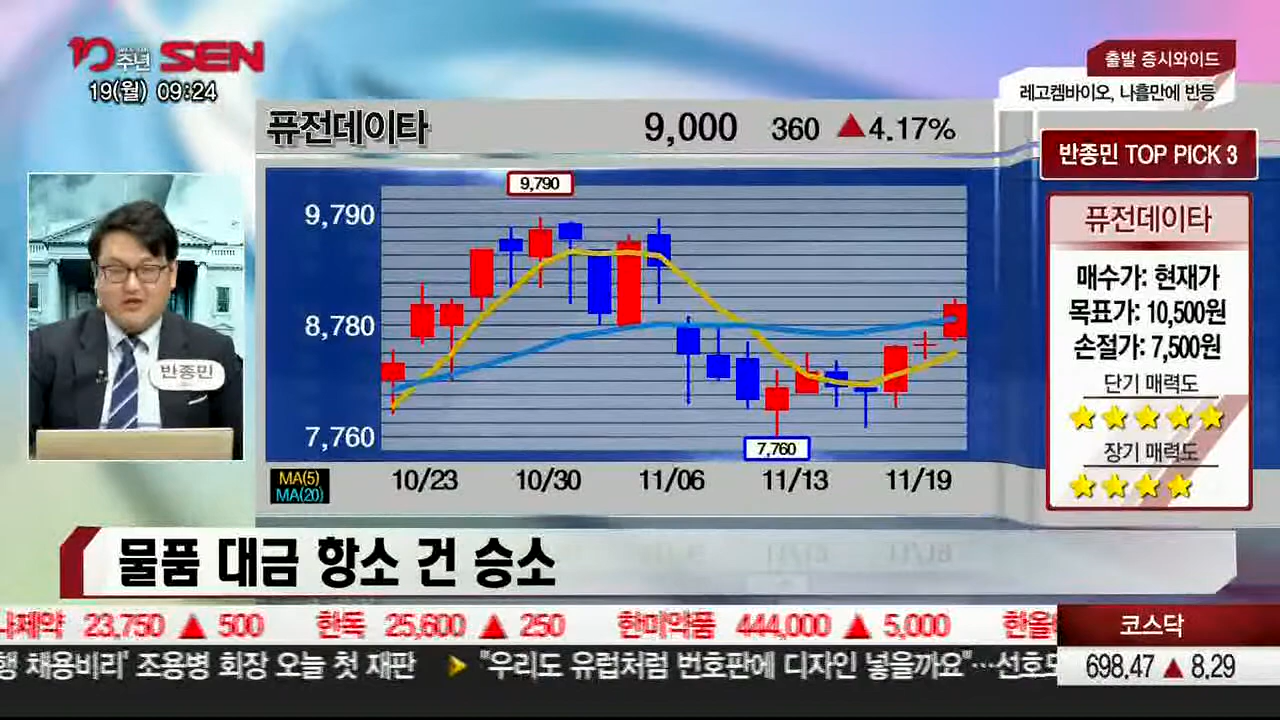 10주년 SEN
19(월) 09:24
출발 증시와이드
레고켐바이오, 나흘만에 반등
퓨전데이타 9,000 360 ▲4.17%
반종민 TOP PICK 3
9,790
9,790
8,780
7,760
7,760
MA(5)
MA(20)
10/23 10/30 11/06 11/13 11/19
반종민
퓨전데이타
매수가: 현재가
목표가: 10,500원
손절가: 7,500원
단기 매력도
★★★★★
장기 매력도
★★★★
물품 대금 항소 건 승소
제약 23,750 ▲ 500 한독 25,600 ▲ 250 한미약품 444,000 ▲ 5,000 한올
코스닥
행 채용비리' 조용병 회장 오늘 첫 재판 "우리도 유럽처럼 번호판에 디자인 넣을까요"…선호도
698.47 ▲ 8.29